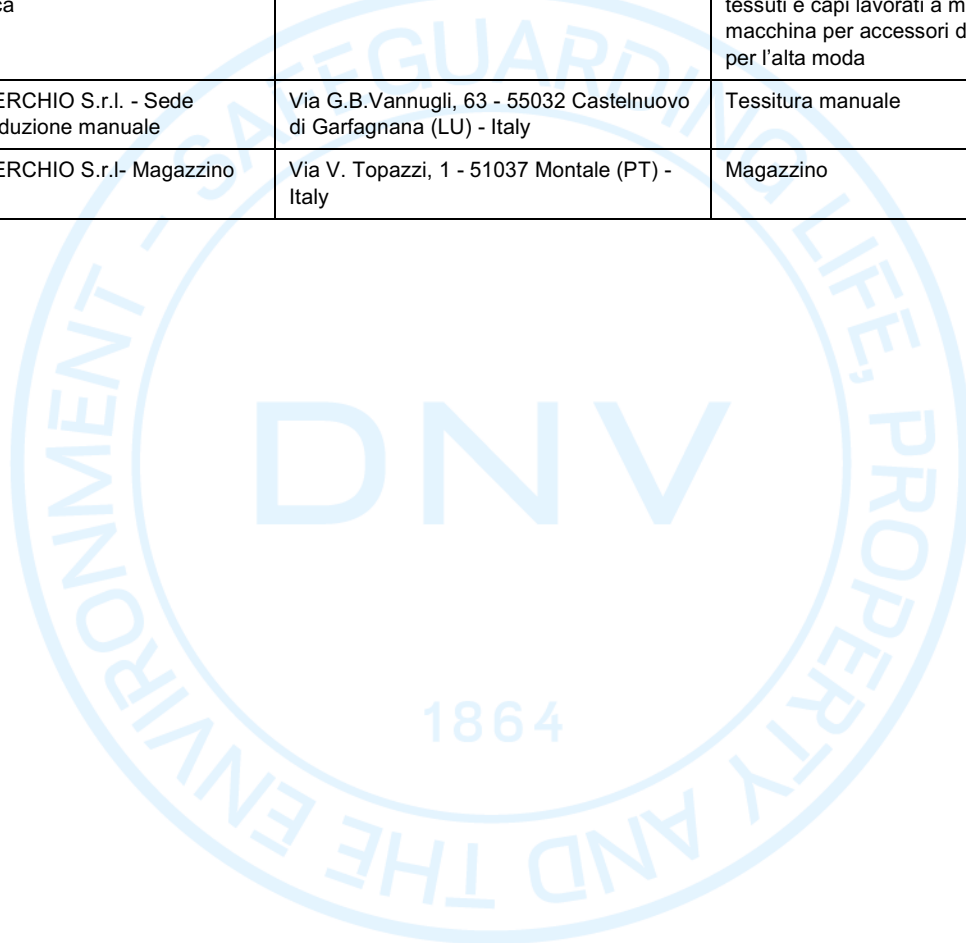 tessuti e capi lavorati a m
macchina per accessori d
per l'alta moda
ERCHIO S.r.l. - Sede
duzione manuale
Via G.B.Vannugli, 63 - 55032 Castelnuovo
di Garfagnana (LU) - Italy
Tessitura manuale
ERCHIO S.r.l- Magazzino
Via V. Topazzi, 1 - 51037 Montale (PT) -
Italy
Magazzino
SAFEGUARDING LIFE, PROPERTY AND THE ENVIRONMENT -
DNV
1864